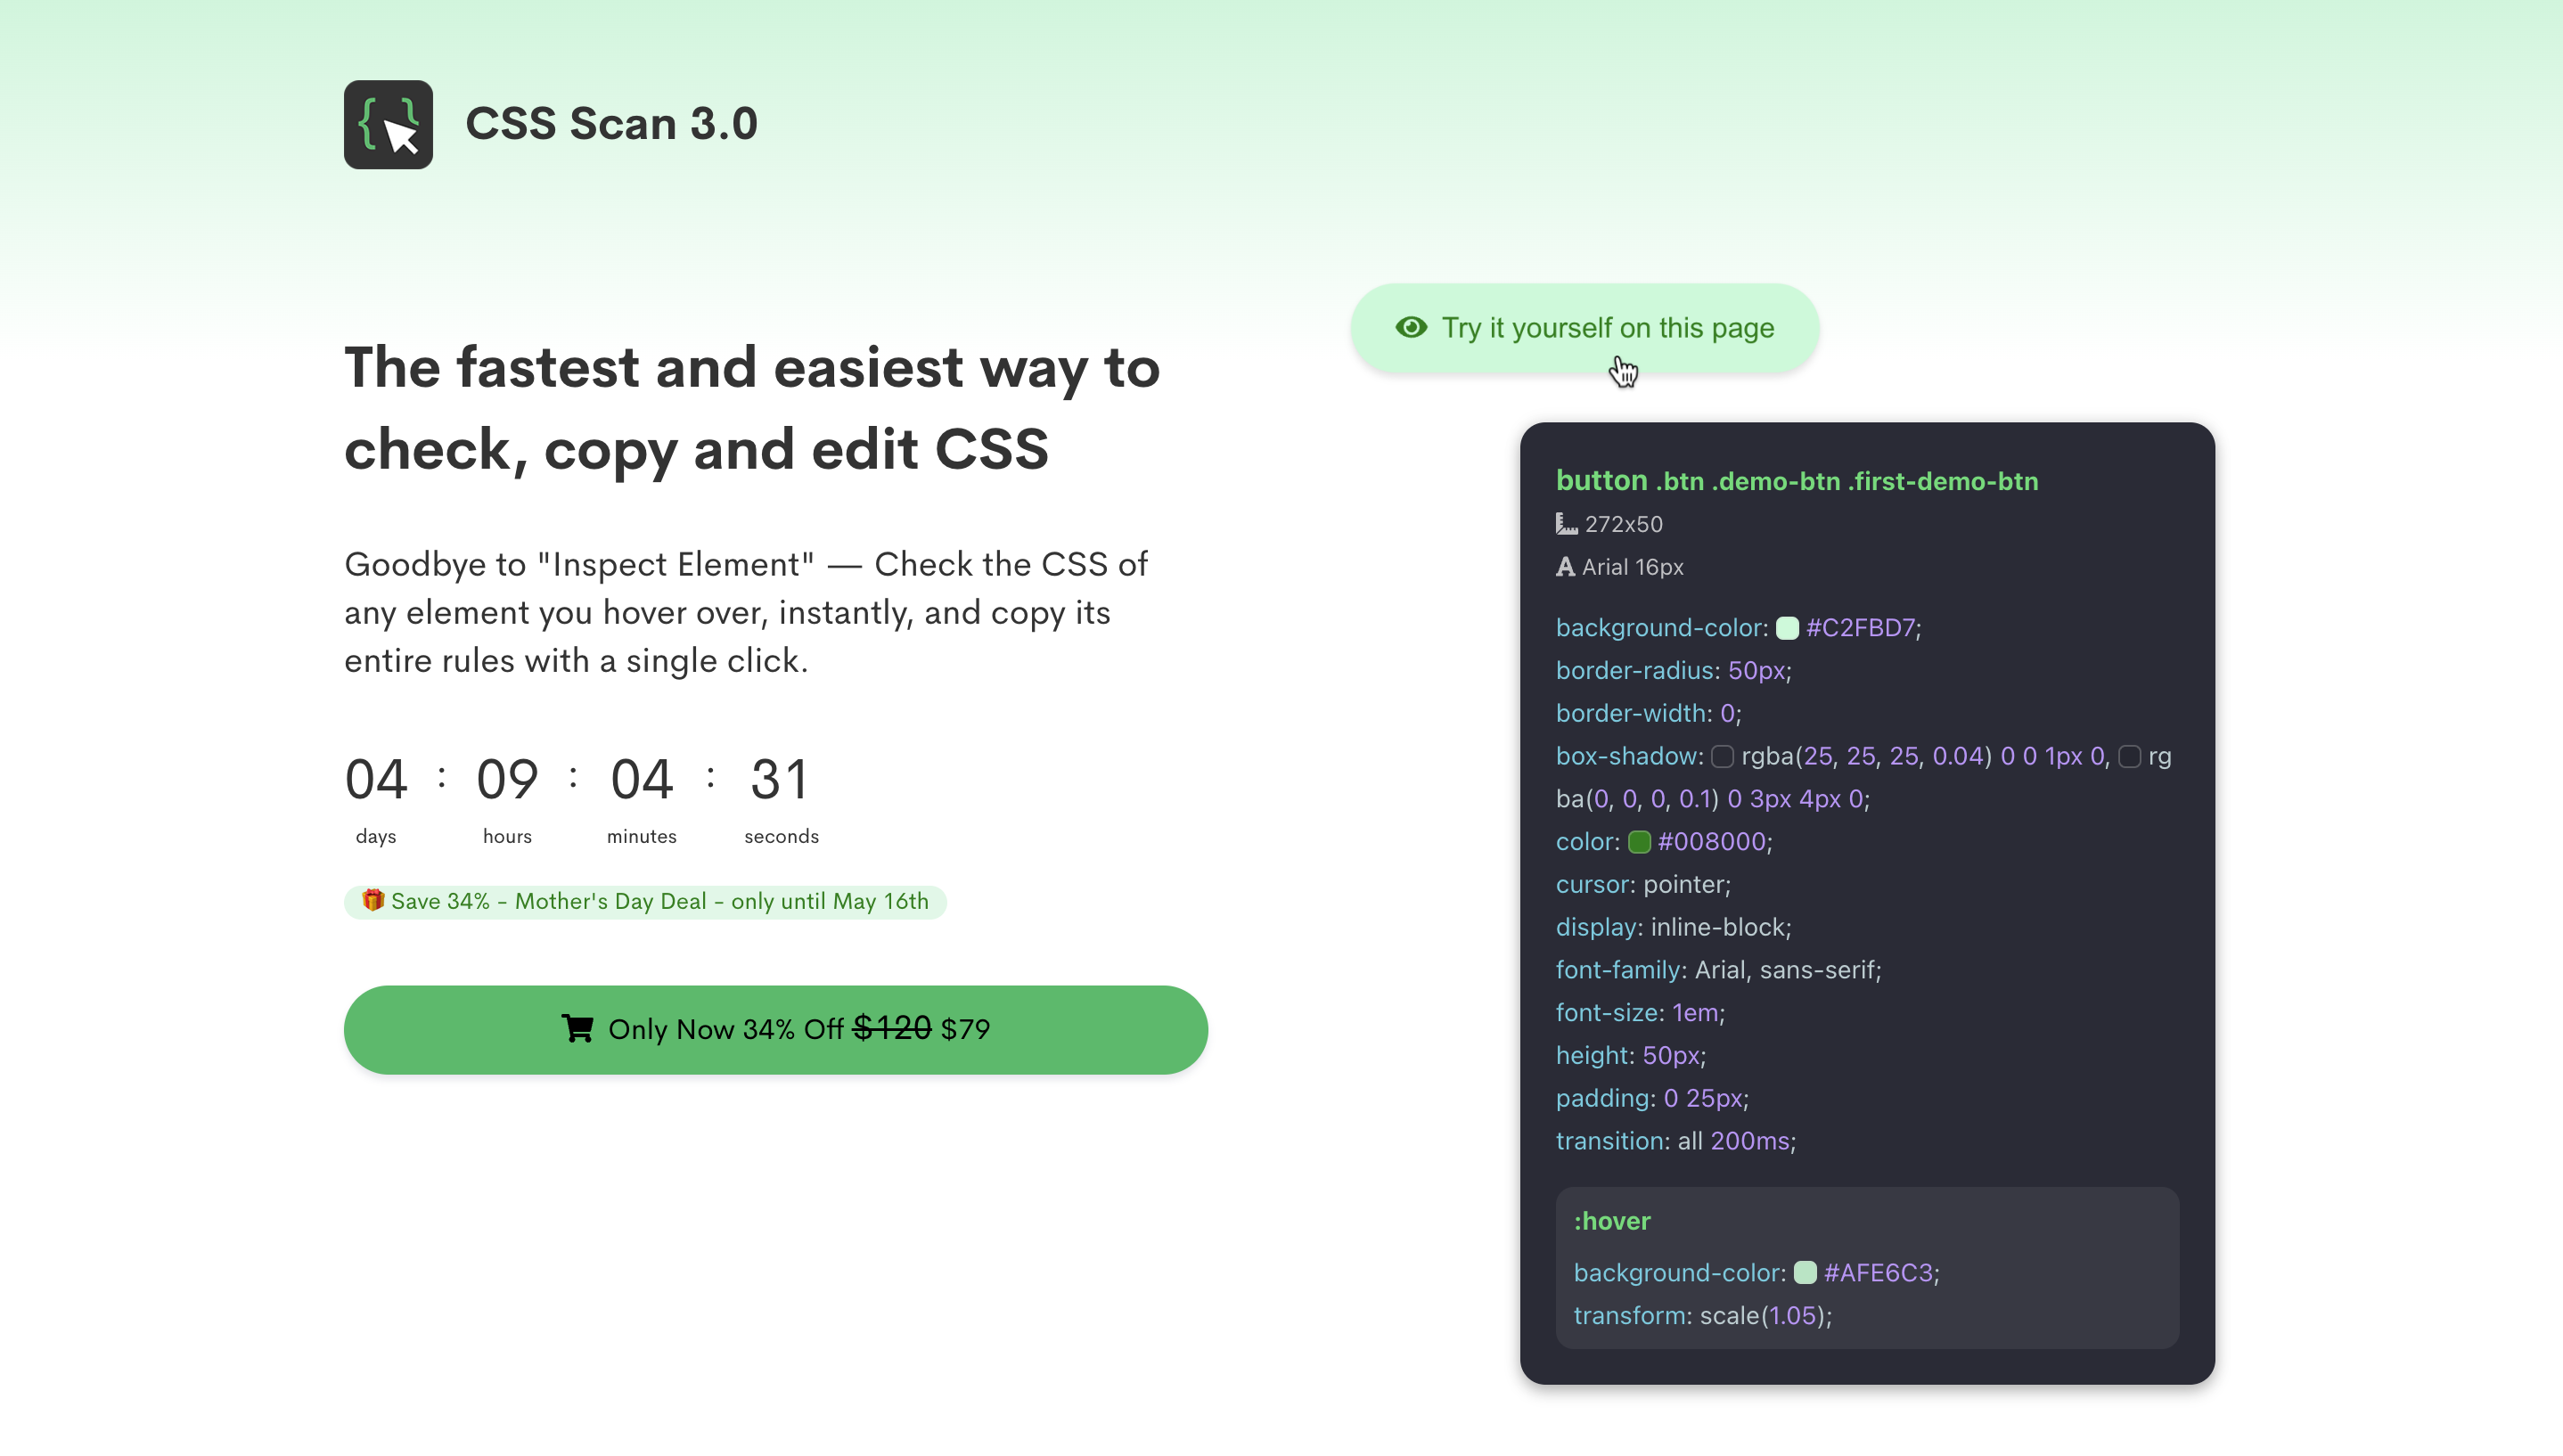 CSS Scan 3.0
The fastest and easiest way to
check, copy and edit CSS
Goodbye to "Inspect Element" — Check the CSS of
any element you hover over, instantly, and copy its
entire rules with a single click.
04 : 09 : 04 : 31
days hours minutes seconds
Save 34% - Mother's Day Deal - only until May 16th
Only Now 34% Off $120 $79
Try it yourself on this page
button .btn .demo-btn .first-demo-btn
272x50
A Arial 16px
background-color: #C2FBD7;
border-radius: 50px;
border-width: 0;
box-shadow: rgba(25, 25, 25, 0.04) 0 0 1px 0, rg
ba(0, 0, 0, 0.1) 0 3px 4px 0;
color: #008000;
cursor: pointer;
display: inline-block;
font-family: Arial, sans-serif;
font-size: 1em;
height: 50px;
padding: 0 25px;
transition: all 200ms;
:hover
background-color: #AFE6C3;
transform: scale(1.05);